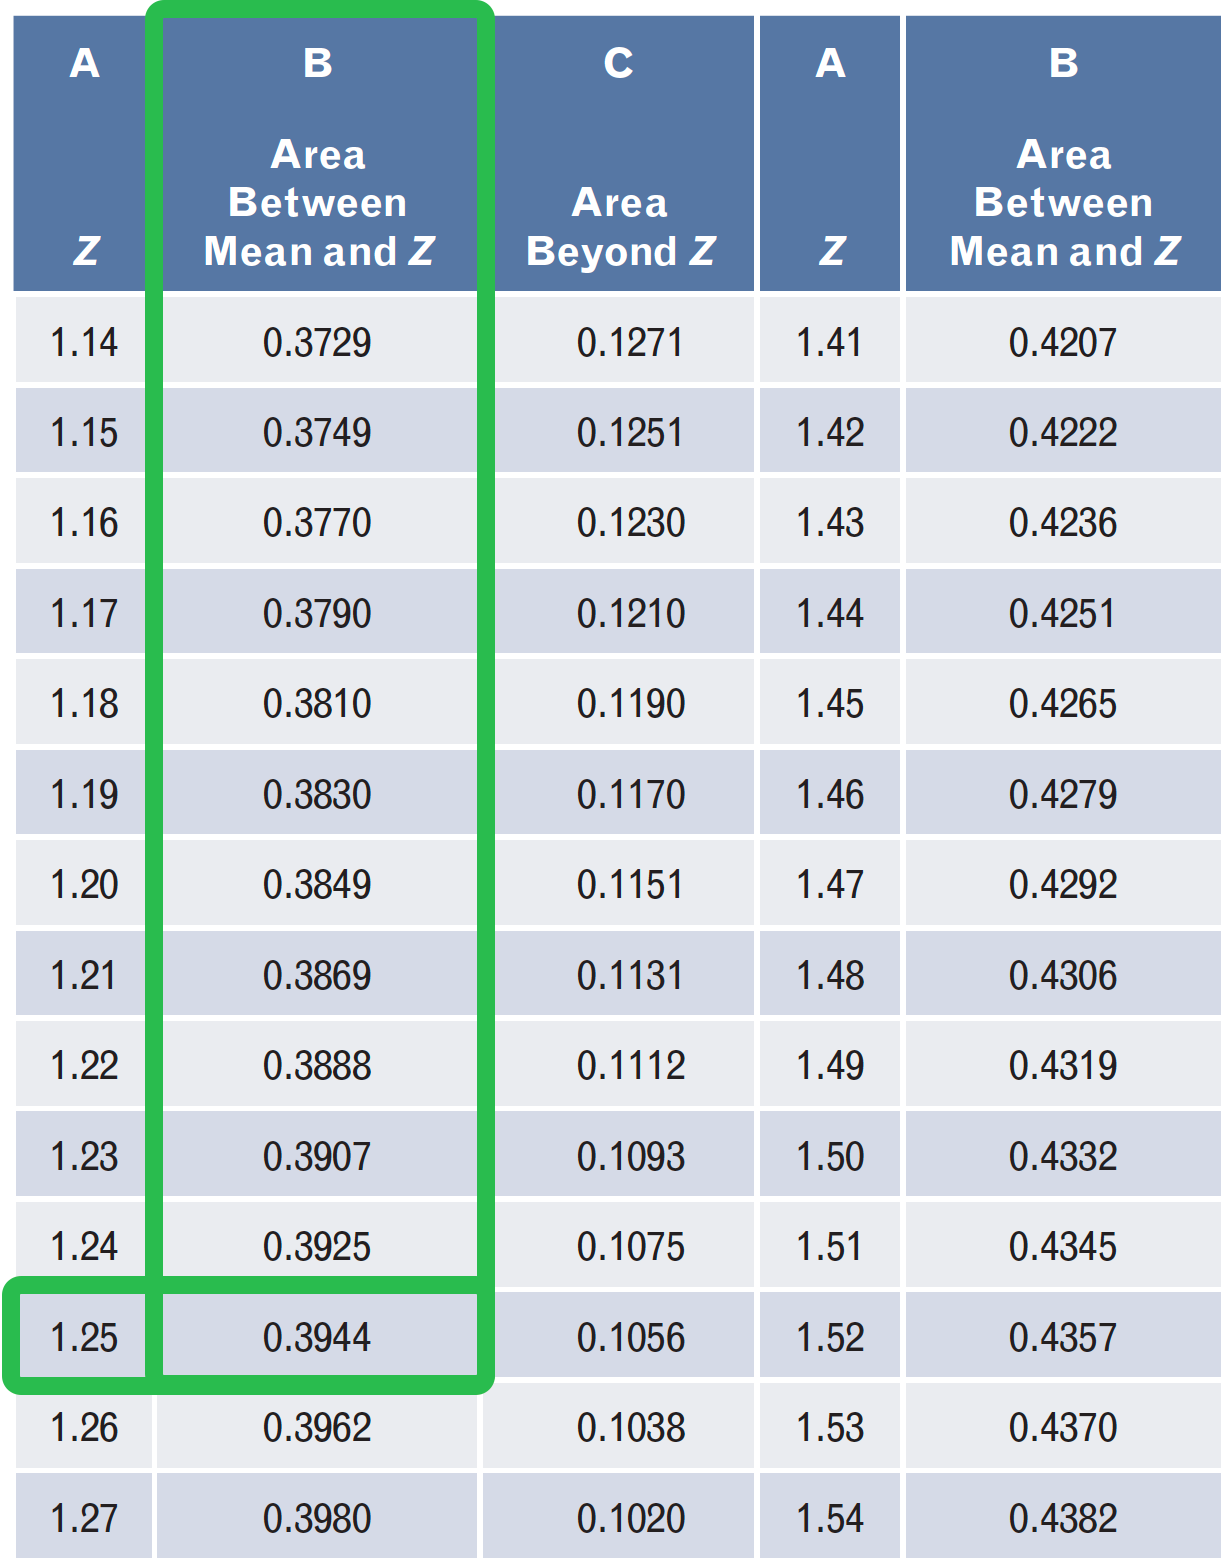 A B C A B
Area Area
Between Area Between
Z Mean and Z Beyond Z Z Mean and Z
1.14 0.3729 0.1271 1.41 0.4207
1.15 0.3749 0.1251 1.42 0.4222
1.16 0.3770 0.1230 1.43 0.4236
1.17 0.3790 0.1210 1.44 0.4251
1.18 0.3810 0.1190 1.45 0.4265
1.19 0.3830 0.1170 1.46 0.4279
1.20 0.3849 0.1151 1.47 0.4292
1.21 0.3869 0.1131 1.48 0.4306
1.22 0.3888 0.1112 1.49 0.4319
1.23 0.3907 0.1093 1.50 0.4332
1.24 0.3925 0.1075 1.51 0.4345
1.25 0.3944 0.1056 1.52 0.4357
1.26 0.3962 0.1038 1.53 0.4370
1.27 0.3980 0.1020 1.54 0.4382